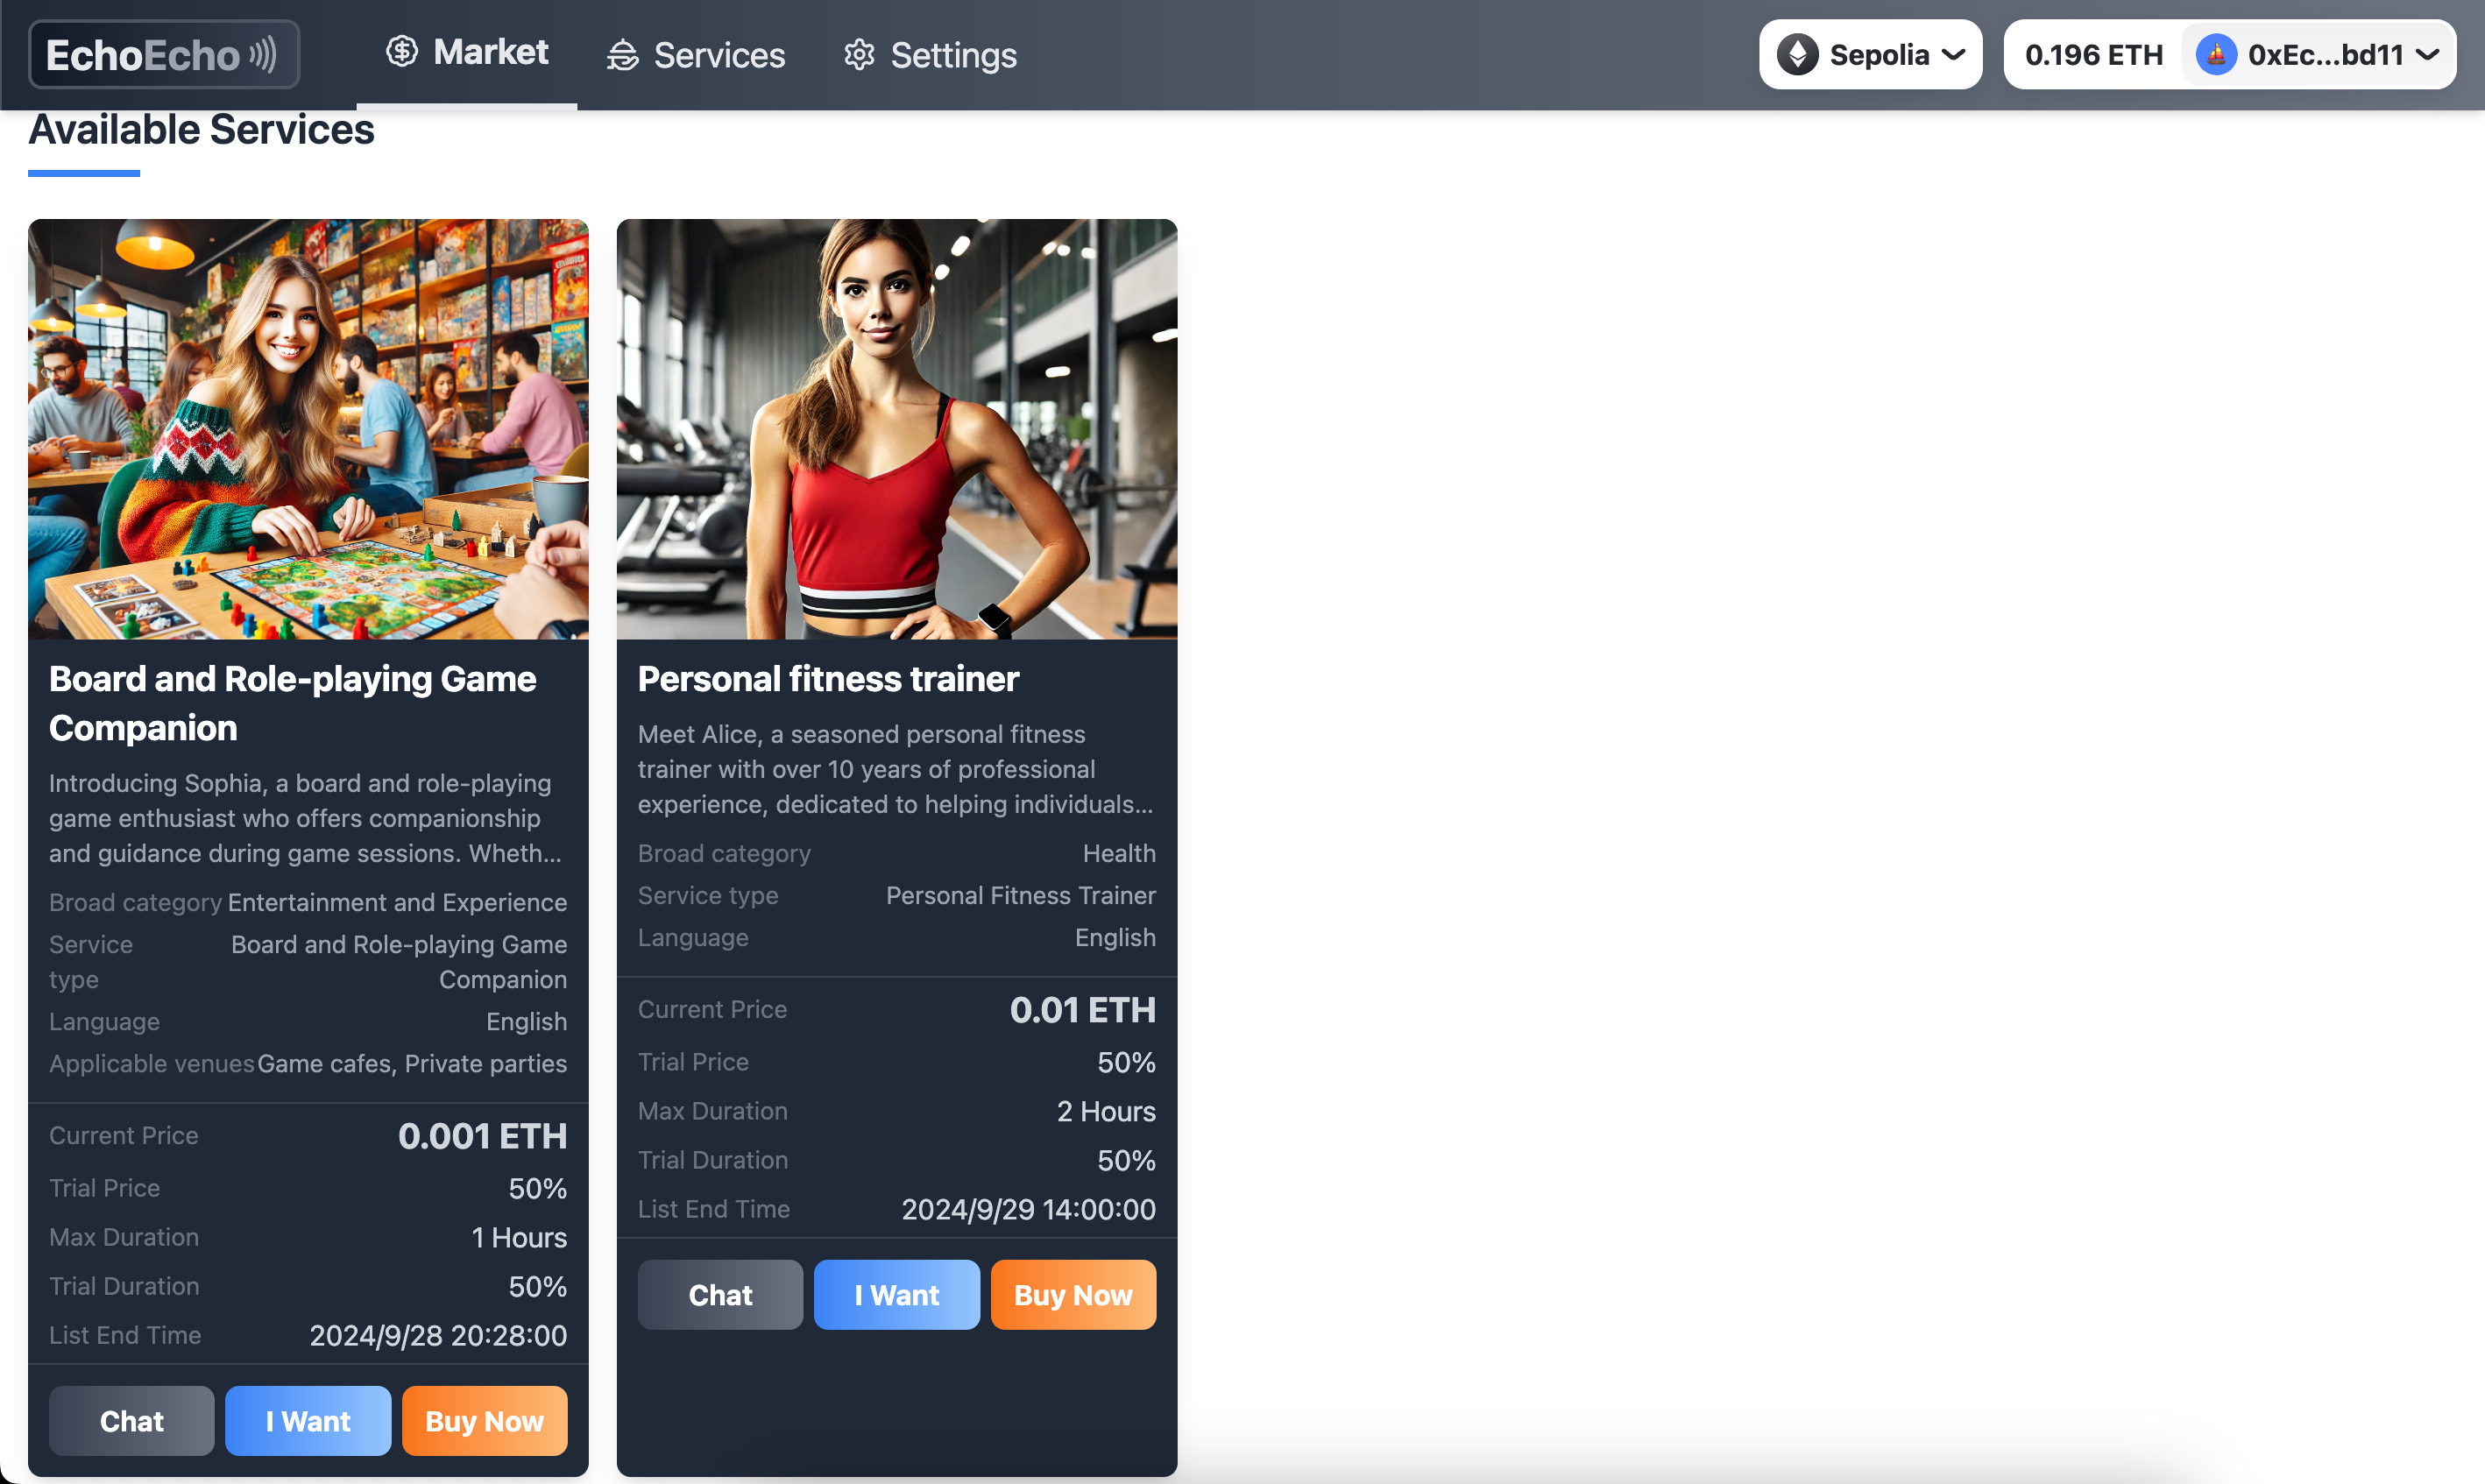 EchoEcho
Market
Services
Settings
Sepolia
0.196 ETH
0xEc...bd11
Available Services
Board and Role-playing Game
Companion
Introducing Sophia, a board and role-playing
game enthusiast who offers companionship
and guidance during game sessions. Wheth...
Broad category Entertainment and Experience
Service Board and Role-playing Game
type Companion
Language English
Applicable venues Game cafes, Private parties
Current Price 0.001 ETH
Trial Price 50%
Max Duration 1 Hours
Trial Duration 50%
List End Time 2024/9/28 20:28:00
Chat
I Want
Buy Now
Personal fitness trainer
Meet Alice, a seasoned personal fitness
trainer with over 10 years of professional
experience, dedicated to helping individuals...
Broad category Health
Service type Personal Fitness Trainer
Language English
Current Price 0.01 ETH
Trial Price 50%
Max Duration 2 Hours
Trial Duration 50%
List End Time 2024/9/29 14:00:00
Chat
I Want
Buy Now